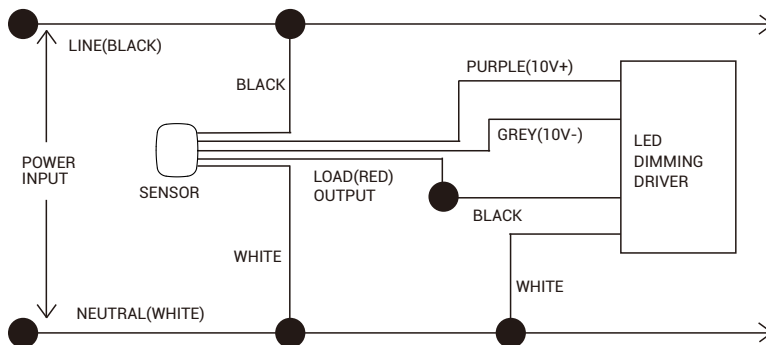 LINE(BLACK)
BLACK
PURPLE(10V+)
GREY(10V-)
POWER
INPUT
SENSOR
LOAD(RED)
OUTPUT
LED
DIMMING
DRIVER
BLACK
WHITE
WHITE
NEUTRAL(WHITE)